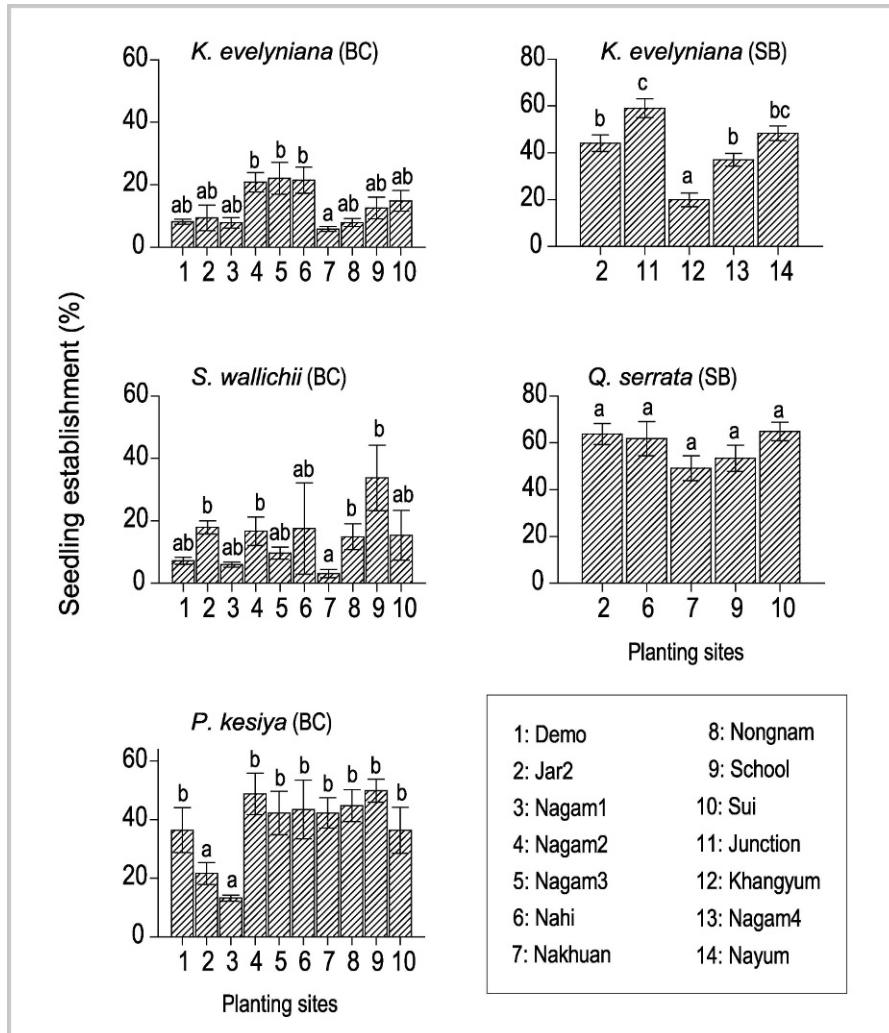 K. evelyniana (BC)
60
40
20
0
ab ab ab b b b a ab ab ab
1 2 3 4 5 6 7 8 9 10
K. evelyniana (SB)
80
60
40
20
0
b c a b bc
2 11 12 13 14
Seedling establishment (%)
S. wallichii (BC)
60
40
20
0
ab b ab b ab ab a b b ab
1 2 3 4 5 6 7 8 9 10
Q. serrata (SB)
80
60
40
20
0
a a a a a
2 6 7 9 10
Planting sites
P. kesiya (BC)
60
40
20
0
b a a b b b b b b b
1 2 3 4 5 6 7 8 9 10
Planting sites
1: Demo
2: Jar2
3: Nagam1
4: Nagam2
5: Nagam3
6: Nahi
7: Nakhuan
8: Nongnam
9: School
10: Sui
11: Junction
12: Khangyum
13: Nagam4
14: Nayum